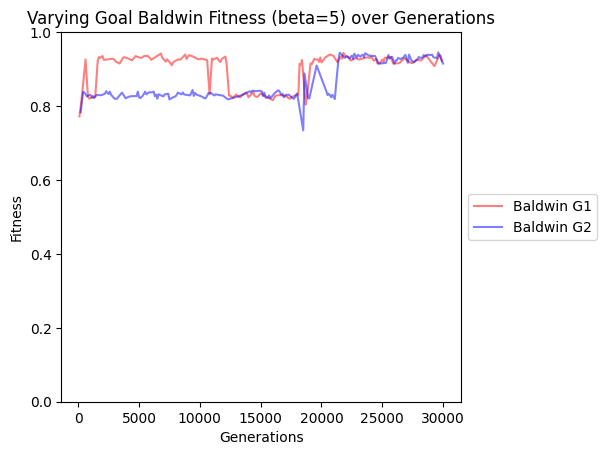 Varying Goal Baldwin Fitness (beta=5) over Generations
1.0
0.8
0.6
0.4
0.2
0.0
Fitness
0 5000 10000 15000 20000 25000 30000
Generations
Baldwin G1
Baldwin G2